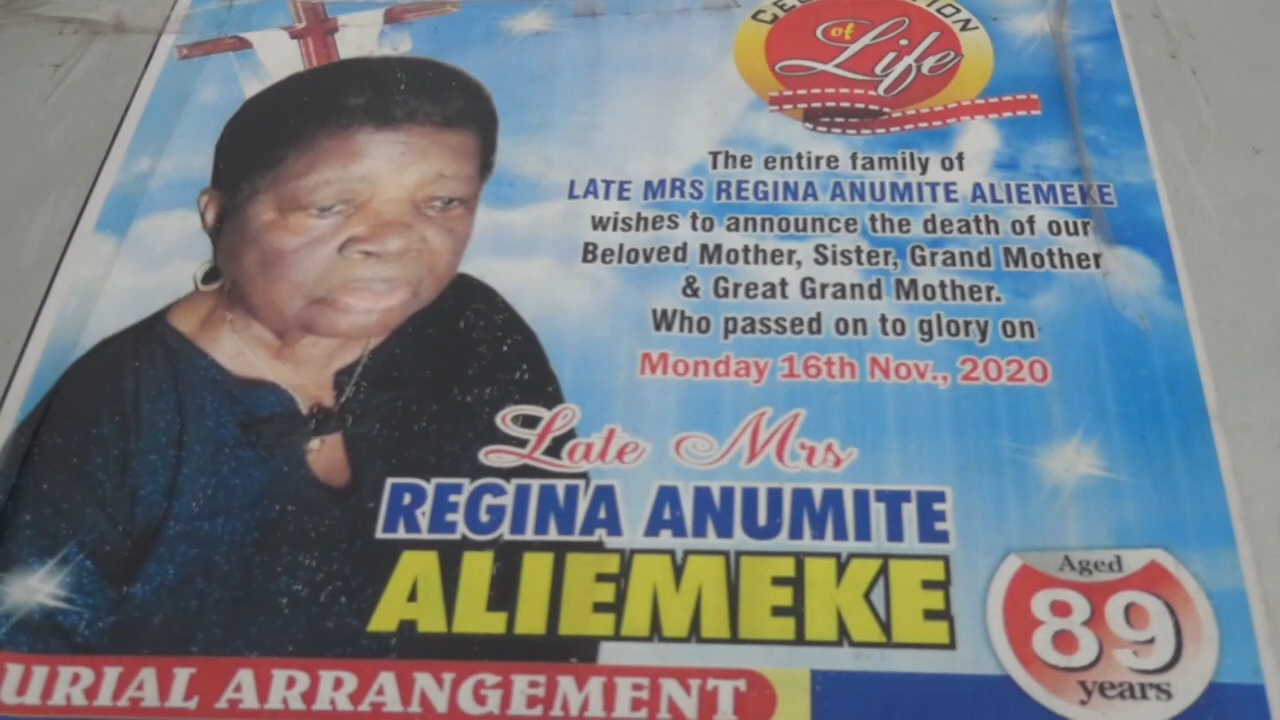 of
Life
The entire family of
LATE MRS REGINA ANUMITE ALIEMEKE
wishes to announce the death of our
Beloved Mother, Sister, Grand Mother
& Great Grand Mother.
Who passed on to glory on
Monday 16th Nov., 2020
Late Mrs
REGINA ANUMITE
ALIEMEKE
Aged
89
years
URIAL ARRANGEMENT